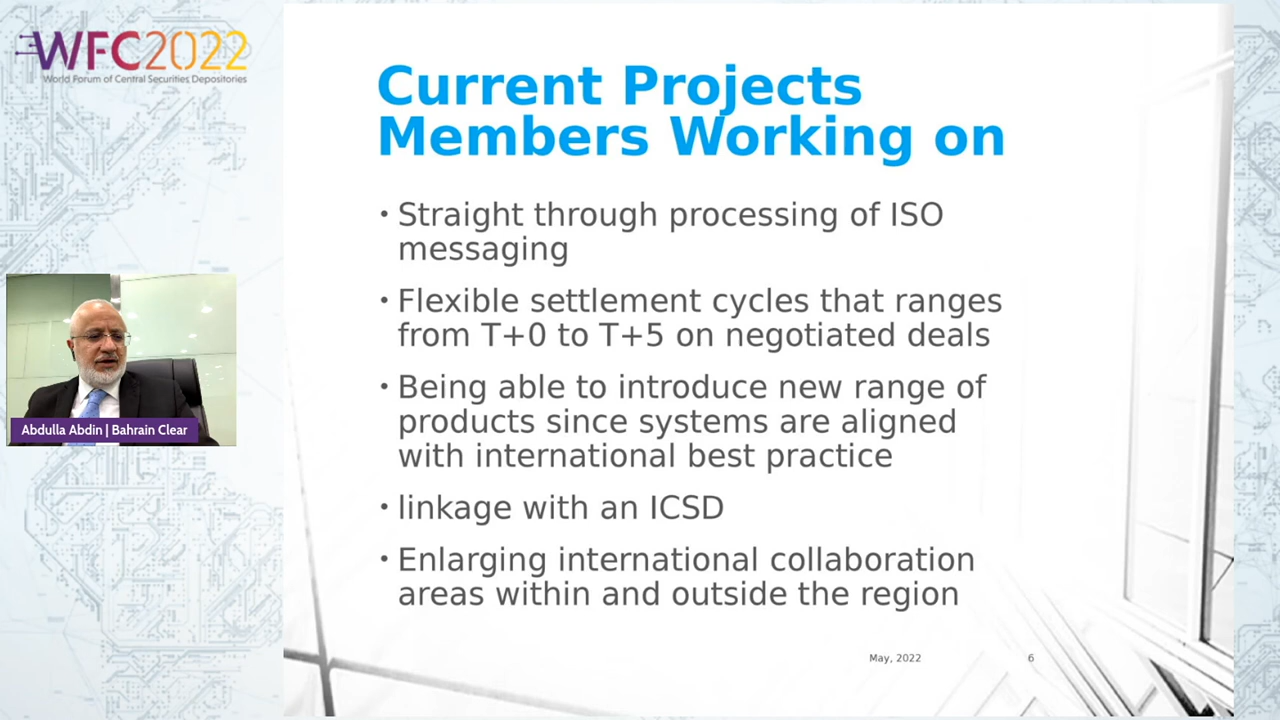 WFC2022
World Forum of Central Securities Depositories
Current Projects
Members Working on
• Straight through processing of ISO
messaging
• Flexible settlement cycles that ranges
from T+0 to T+5 on negotiated deals
• Being able to introduce new range of
products since systems are aligned
with international best practice
• linkage with an ICSD
• Enlarging international collaboration
areas within and outside the region
Abdulla Abdin | Bahrain Clear
May, 2022
6